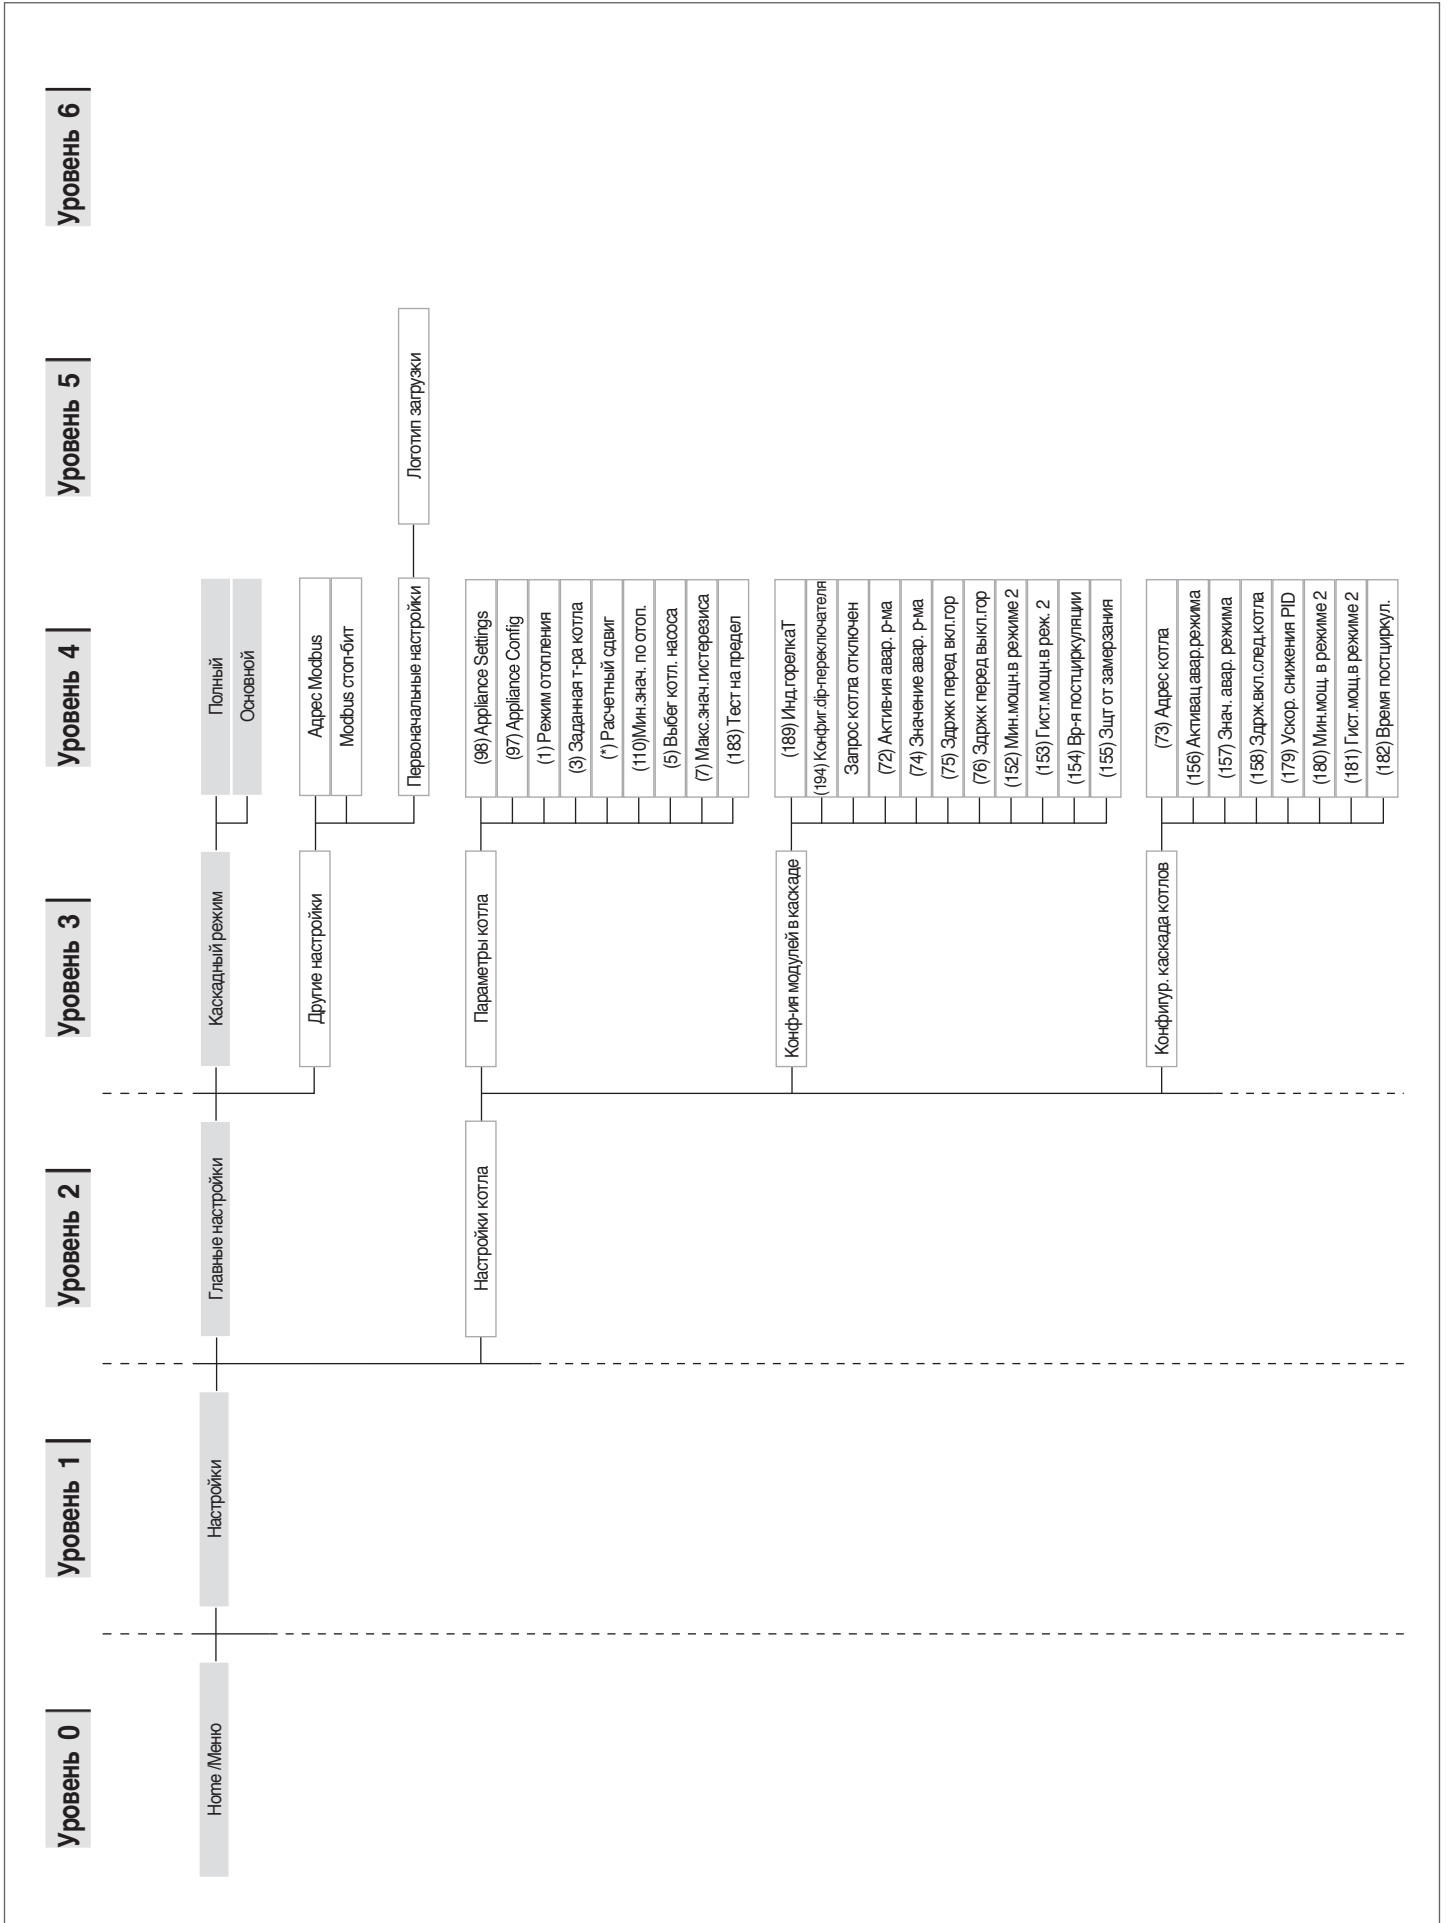 Уровень 0
Уровень 1
Уровень 2
Уровень 3
Уровень 4
Уровень 5
Уровень 6
Home /Меню
Настройки
Главные настройки
Каскадный режим
Полный
Основной
Другие настройки
Адрес Modbus
Modbus стоп-бит
Первоначальные настройки
Логотип загрузки
Настройки котла
Параметры котла
(98) Appliance Settings
(97) Appliance Config
(1) Режим отопления
(3) Заданная т-ра котла
(*) Расчетный сдвиг
(110)Мин.знач. по отоп.
(5) Выбег котл. насоса
(7) Макс.знач.гистерезиса
(183) Тест на предел
Конф-ия модулей в каскаде
(189) Инд.горелкаТ
(194) Конфиг.dip-переключателя
Запрос котла отключен
(72) Актив-ия авар. р-ма
(74) Значение авар. р-ма
(75) Здржк перед вкл.гор
(76) Здржк перед выкл.гор
(152) Мин.мощн.в режиме 2
(153) Гист.мощн.в реж. 2
(154) Вр-я постциркуляции
(155) Зщт от замерзания
Конфигур. каскада котлов
(73) Адрес котла
(156) Активац авар.режима
(157) Знач. авар. режима
(158) Здрж.вкл.след.котла
(179) Ускор. снижения PID
(180) Мин.мощ. в режиме 2
(181) Гист.мощ.в режиме 2
(182) Время постциркул.